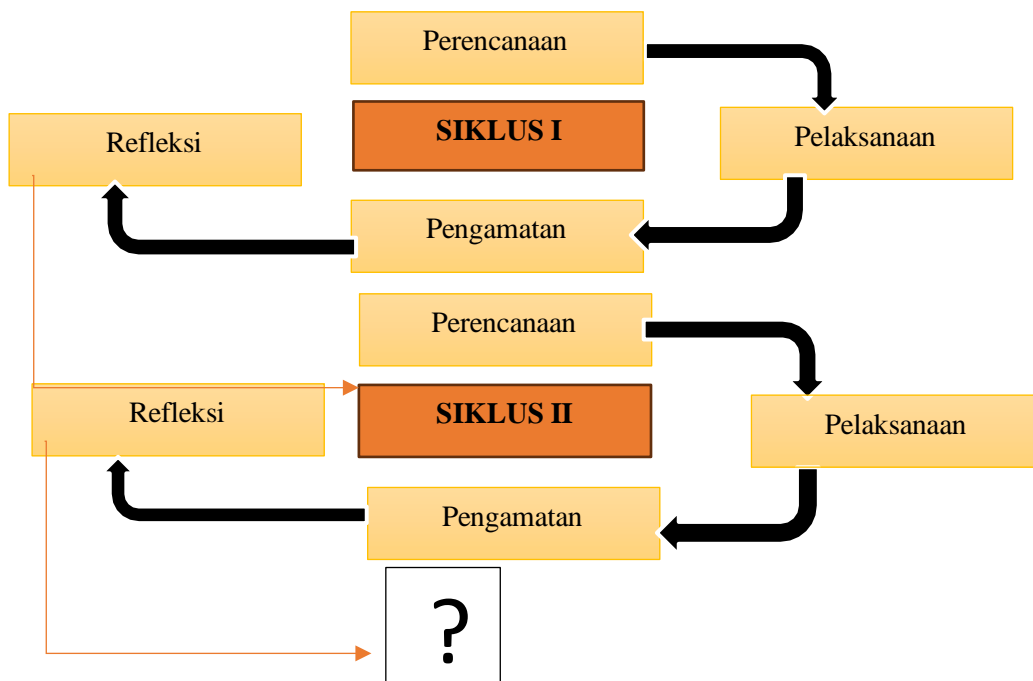 Perencanaan
SIKLUS I
Refleksi
Pelaksanaan
Pengamatan
Perencanaan
SIKLUS II
Refleksi
Pelaksanaan
Pengamatan
?